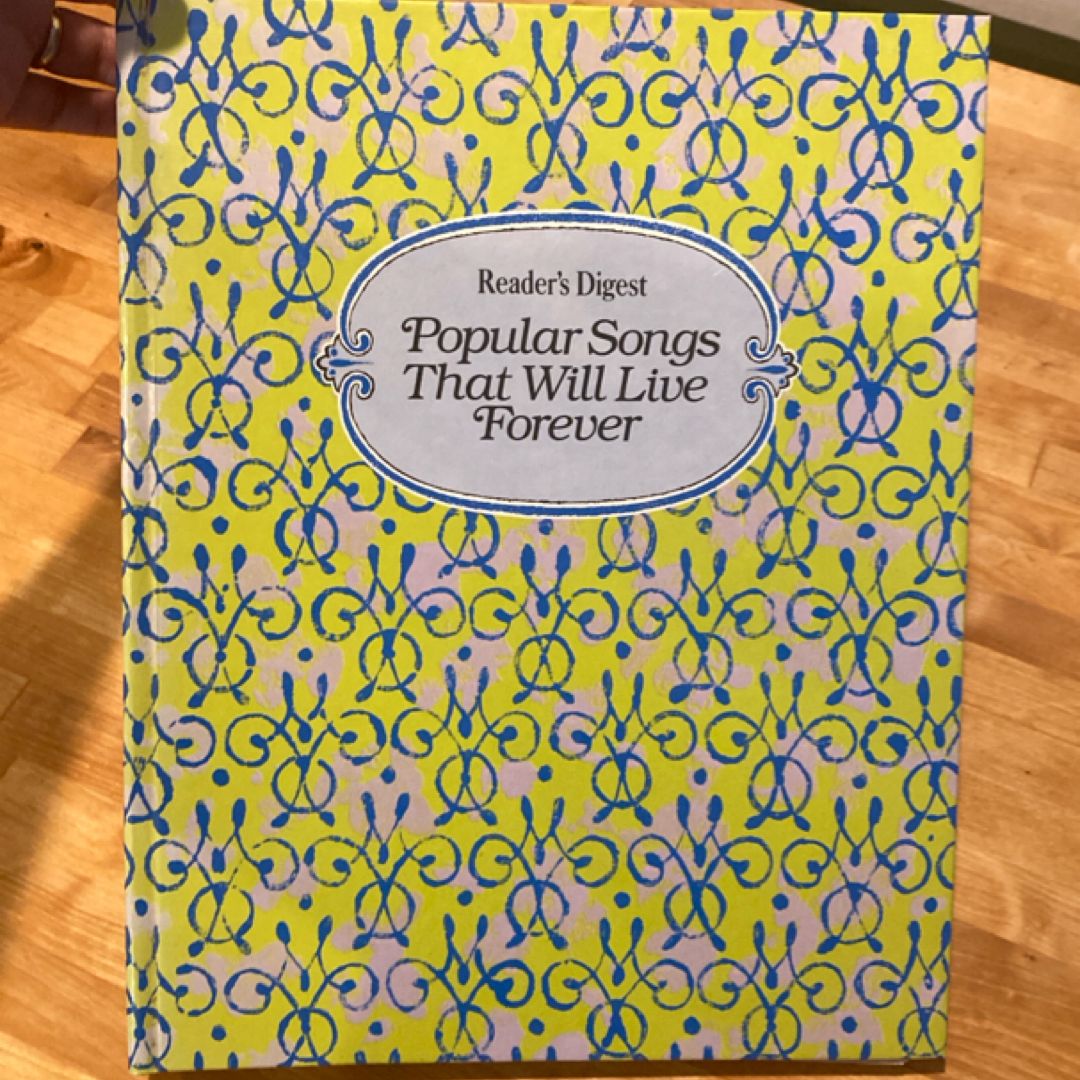 Reader's Digest
Popular Songs
That Will Live
Forever